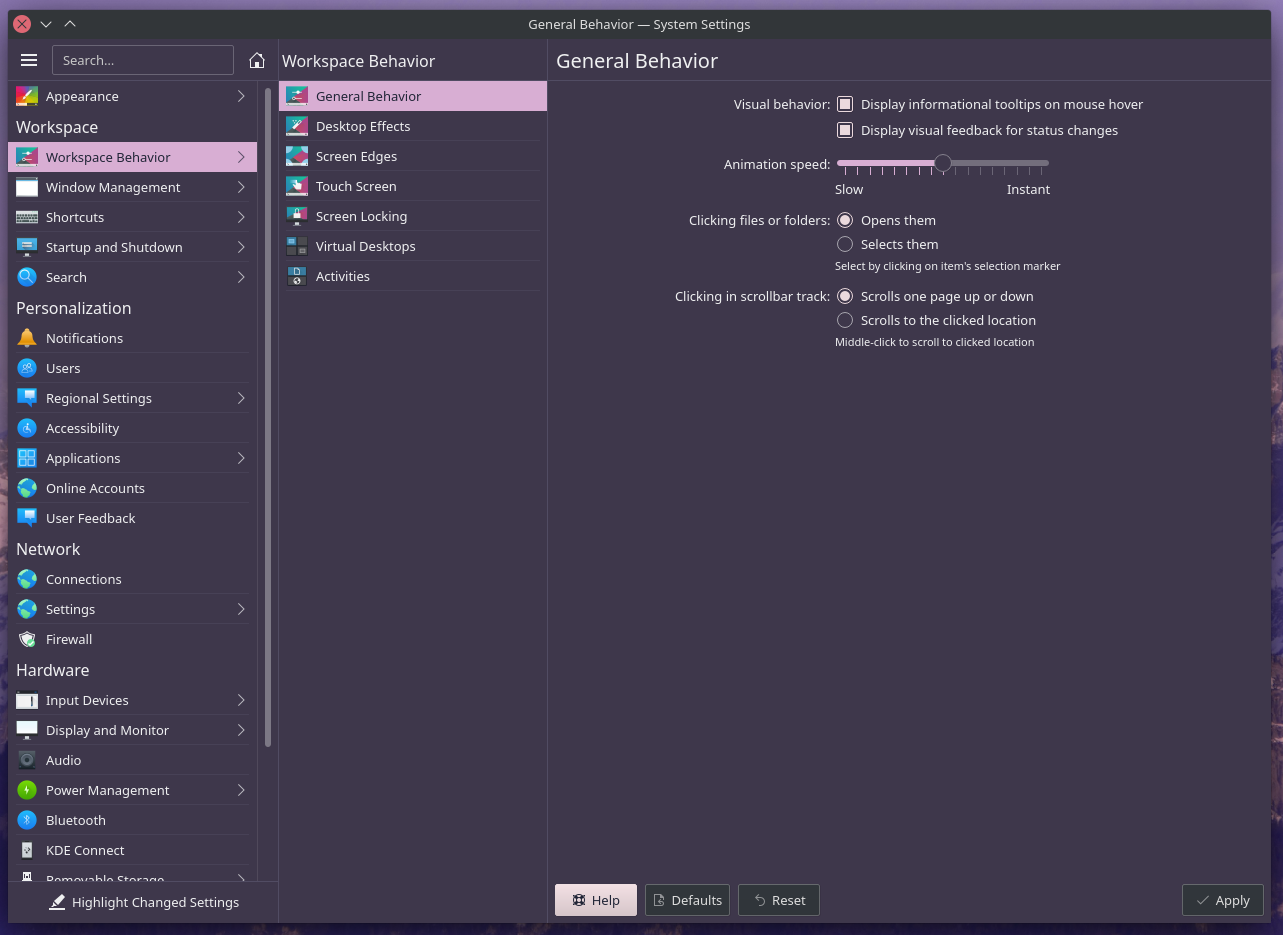 General Behavior — System Settings
Search...
Appearance
Workspace
Workspace Behavior
Window Management
Shortcuts
Startup and Shutdown
Search
Personalization
Notifications
Users
Regional Settings
Accessibility
Applications
Online Accounts
User Feedback
Network
Connections
Settings
Firewall
Hardware
Input Devices
Display and Monitor
Audio
Power Management
Bluetooth
KDE Connect
Removable Storage
Highlight Changed Settings
Workspace Behavior
General Behavior
Desktop Effects
Screen Edges
Touch Screen
Screen Locking
Virtual Desktops
Activities
General Behavior
Visual behavior: Display informational tooltips on mouse hover
Display visual feedback for status changes
Animation speed:
Slow Instant
Clicking files or folders: Opens them
Selects them
Select by clicking on item's selection marker
Clicking in scrollbar track: Scrolls one page up or down
Scrolls to the clicked location
Middle-click to scroll to clicked location
Help Defaults Reset Apply